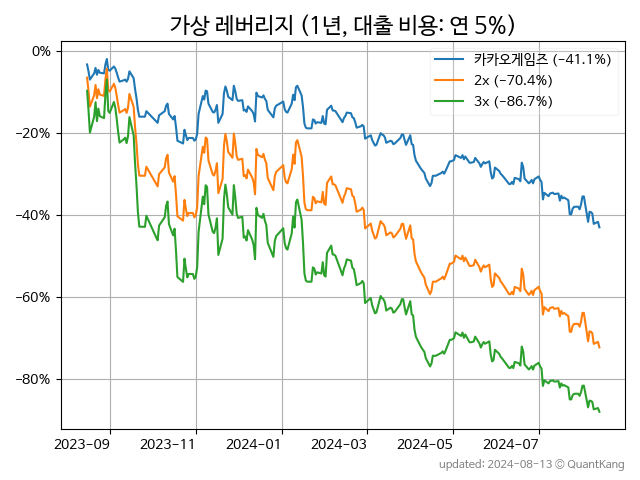 가상 레버리지 (1년, 대출 비용: 연 5%)
0%
−20%
−40%
−60%
−80%
카카오게임즈 (−41.1%)
2x (−70.4%)
3x (−86.7%)
2023-09 2023-11 2024-01 2024-03 2024-05 2024-07
updated: 2024-08-13 © QuantKang